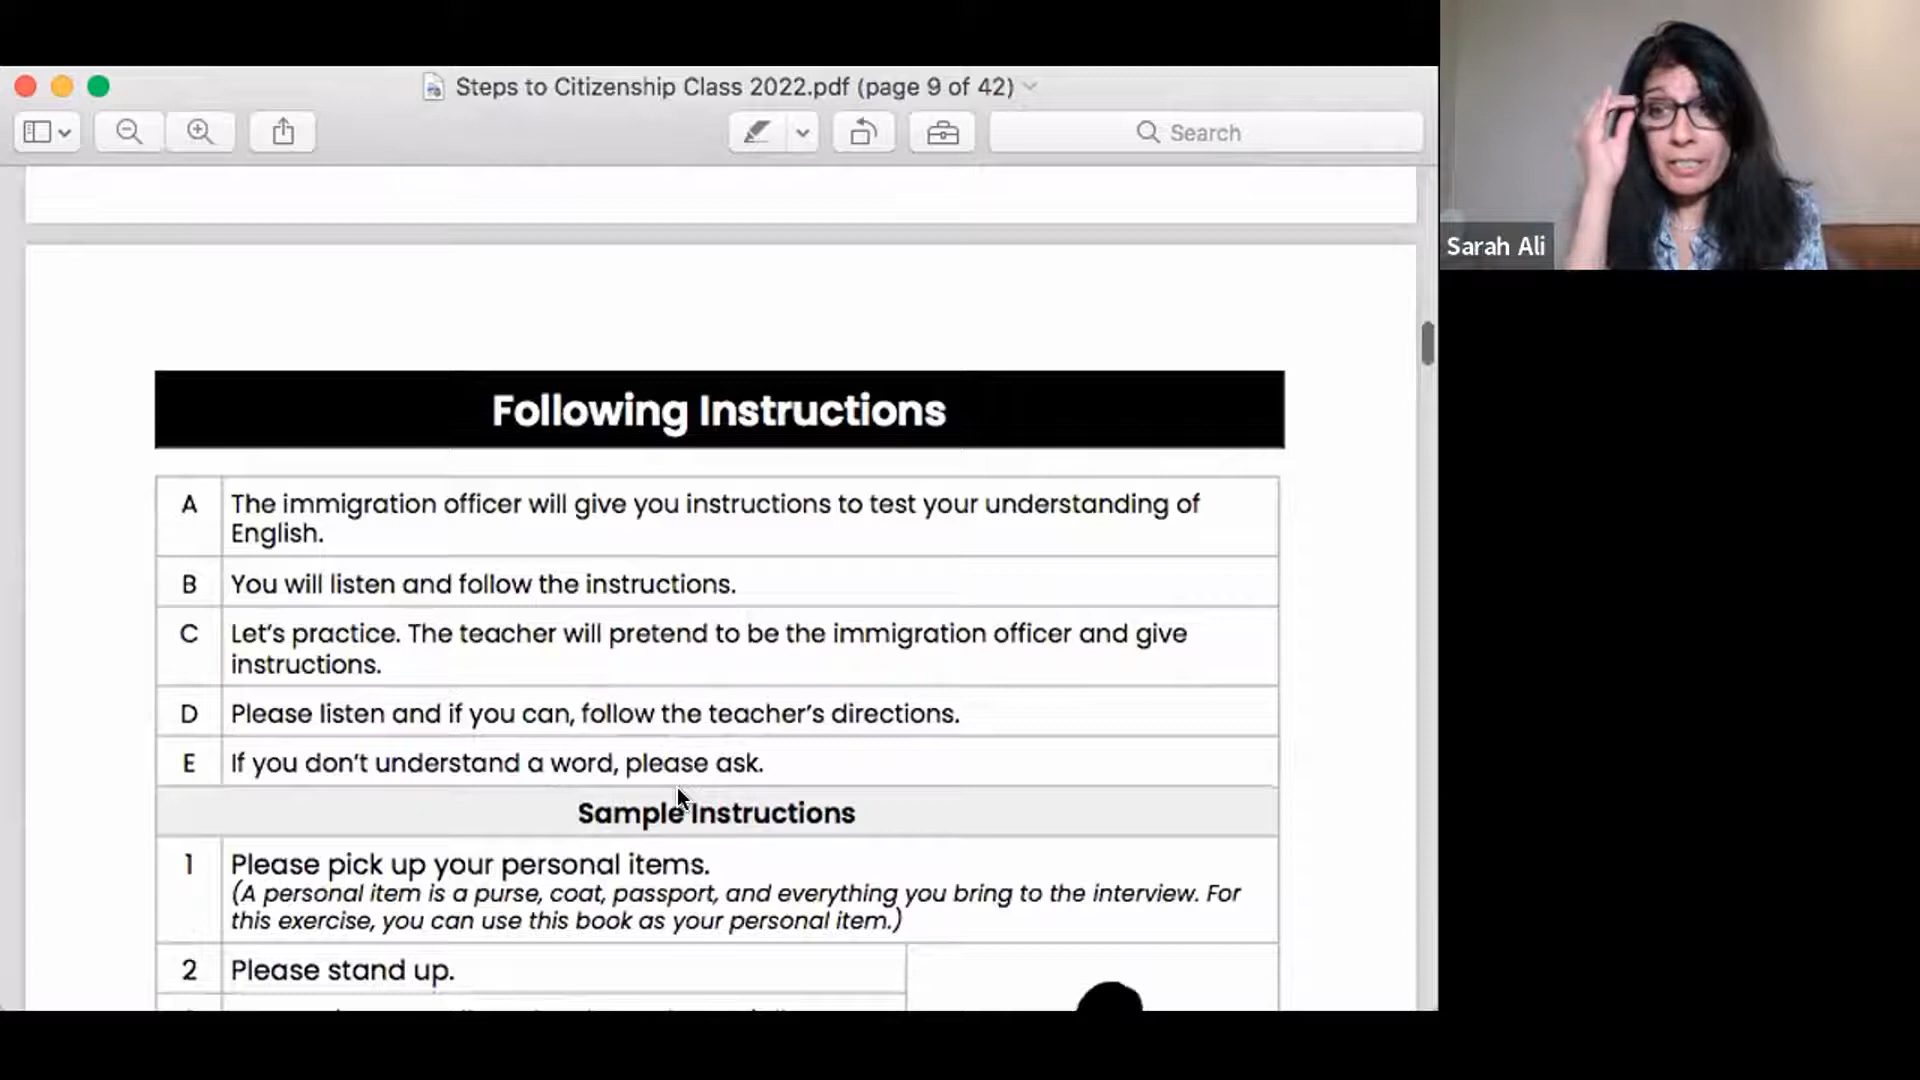 Steps to Citizenship Class 2022.pdf (page 9 of 42)
Search
Sarah Ali
Following Instructions
A The immigration officer will give you instructions to test your understanding of
English.
B You will listen and follow the instructions.
C Let's practice. The teacher will pretend to be the immigration officer and give
instructions.
D Please listen and if you can, follow the teacher's directions.
E If you don't understand a word, please ask.
Sample Instructions
1 Please pick up your personal items.
(A personal item is a purse, coat, passport, and everything you bring to the interview. For
this exercise, you can use this book as your personal item.)
2 Please stand up.